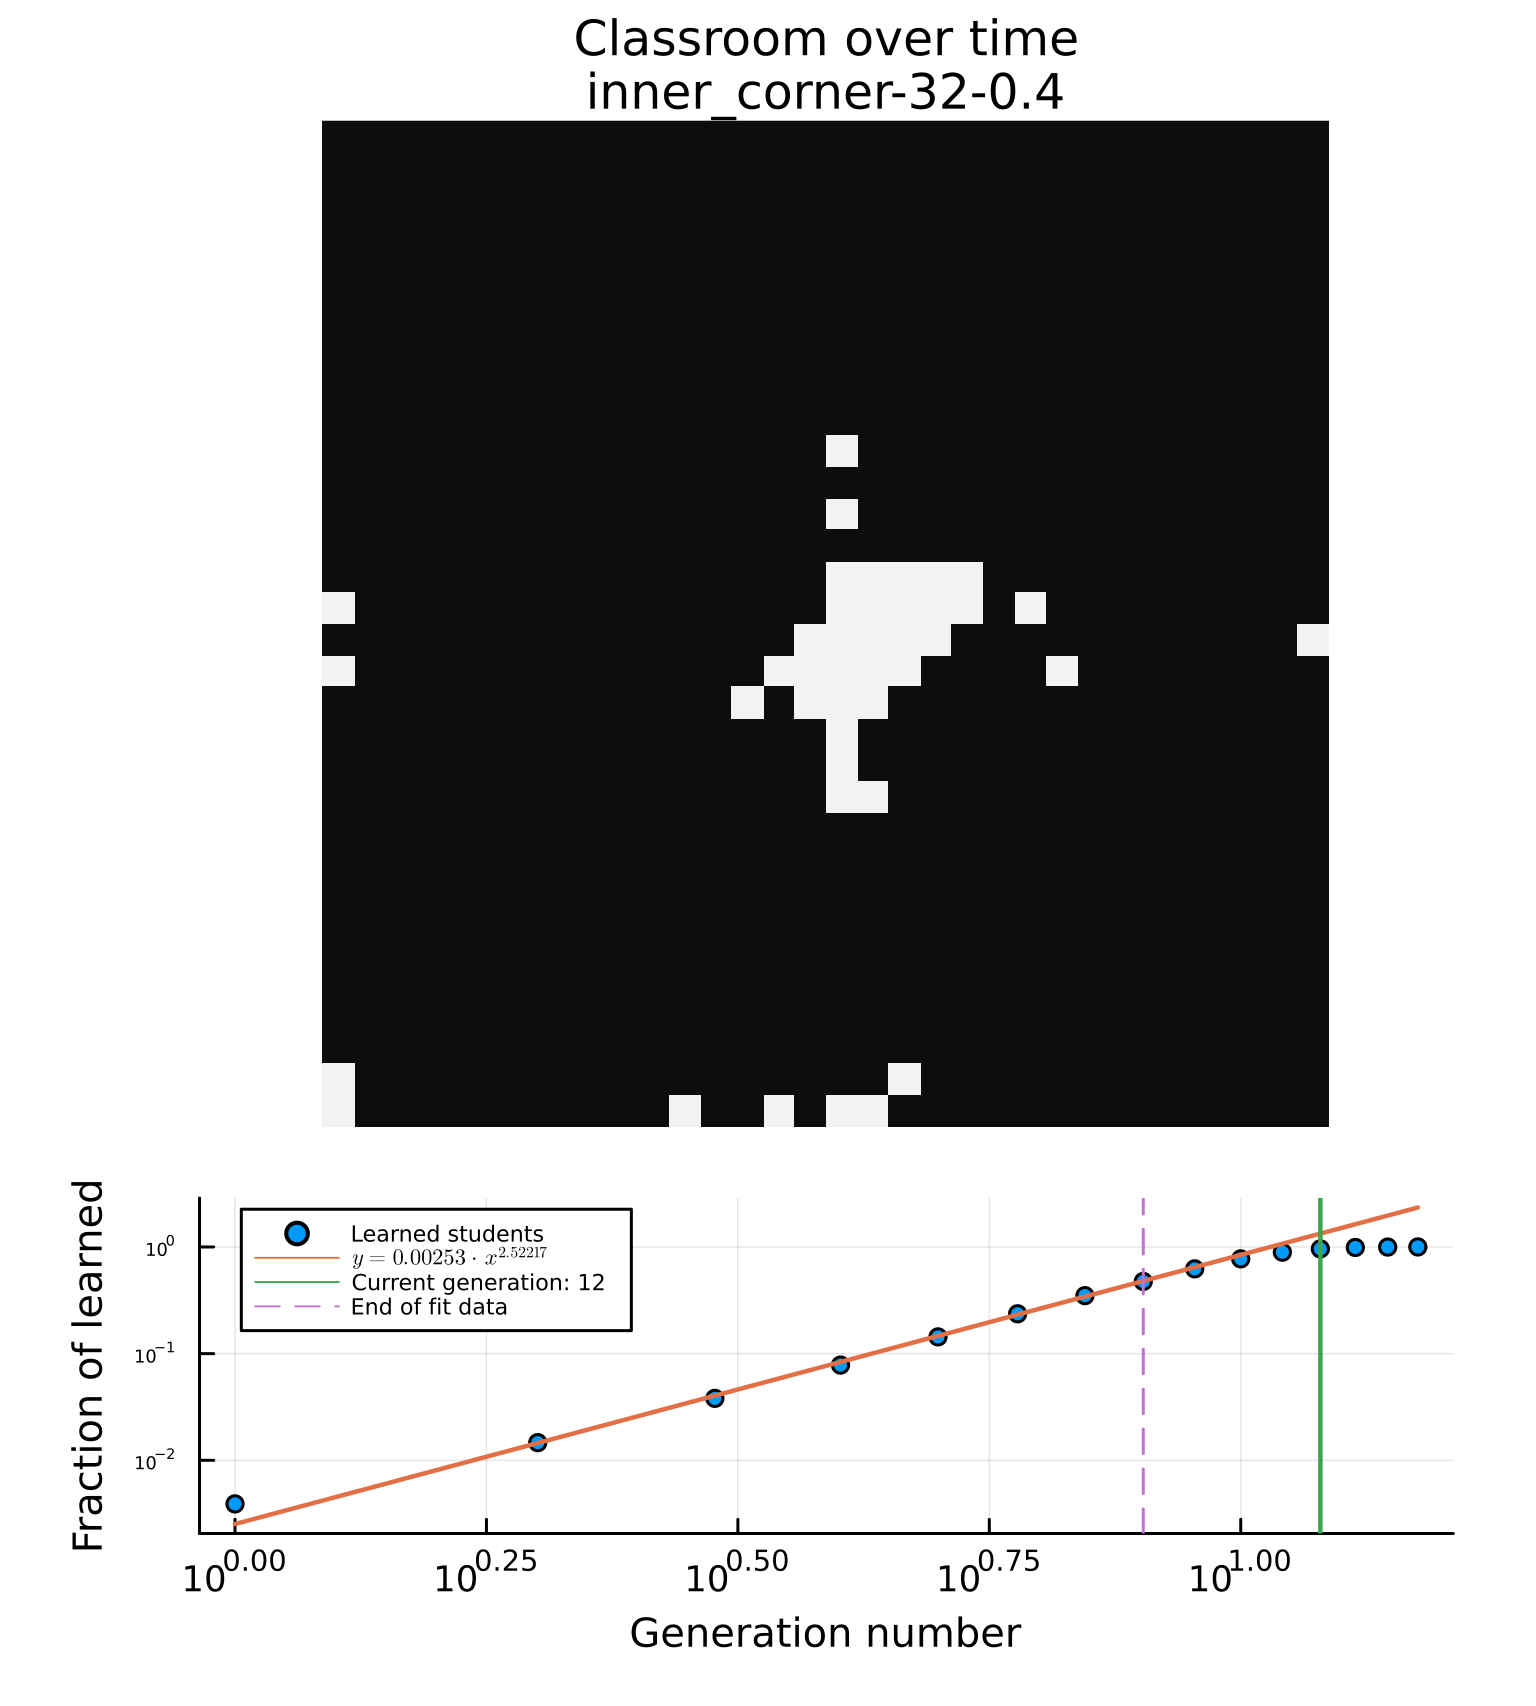 Classroom over time
inner_corner-32-0.4
Fraction of learned
10^0
10^−1
10^−2
Learned students
y = 0.00253 · x^2.52217
Current generation: 12
End of fit data
10^0.00 10^0.25 10^0.50 10^0.75 10^1.00
Generation number